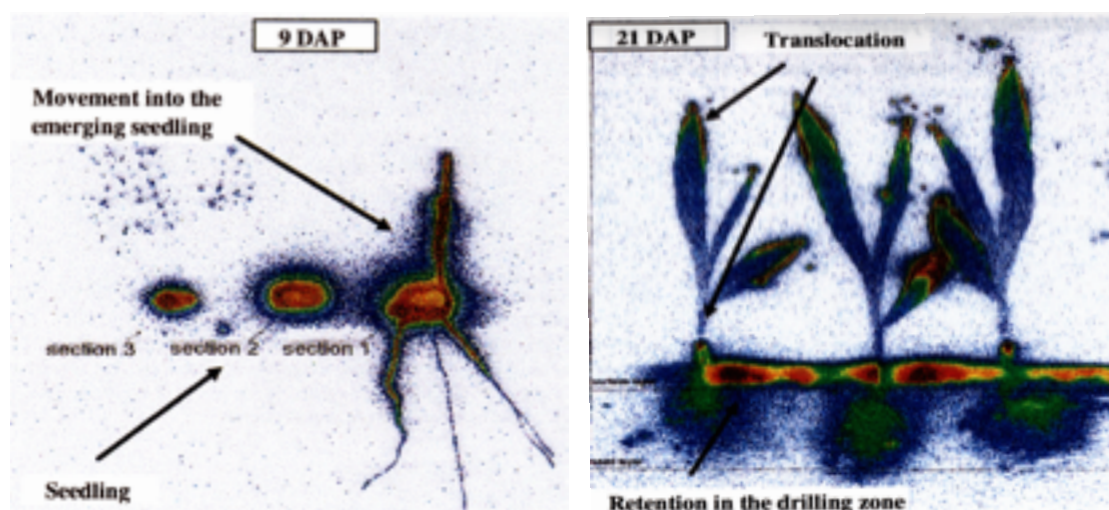 9 DAP
Movement into the
emerging seedling
section 3
section 2
section 1
Seedling
21 DAP
Translocation
Retention in the drilling zone